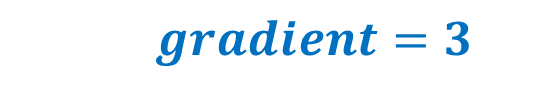 gradient = 3